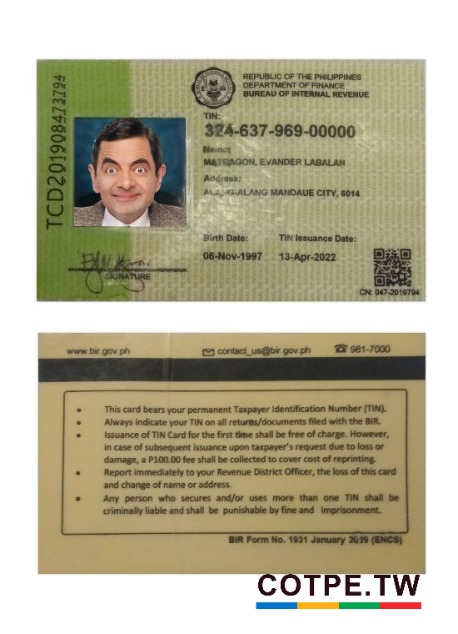 TCD201908473794
REPUBLIC OF THE PHILIPPINES
DEPARTMENT OF FINANCE
BUREAU OF INTERNAL REVENUE
TIN:
324-637-969-00000
Name:
MATRAGON, EVANDER LABALAN
Address:
ALANG-ALANG MANDAUE CITY, 6014
Birth Date: TIN Issuance Date:
06-Nov-1997 13-Apr-2022
SIGNATURE
CN: 047-2019794
www.bir.gov.ph contact_us@bir.gov.ph 981-7000
• This card bears your permanent Taxpayer Identification Number (TIN).
• Always indicate your TIN on all returns/documents filed with the BIR.
• Issuance of TIN Card for the first time shall be free of charge. However,
in case of subsequent issuance upon taxpayer's request due to loss or
damage, a P100.00 fee shall be collected to cover cost of reprinting.
• Report immediately to your Revenue District Officer, the loss of this card
and change of name or address.
• Any person who secures and/or uses more than one TIN shall be
criminally liable and shall be punishable by fine and imprisonment.
BIR Form No. 1931 January 2019 (ENCS)
COTPE.TW